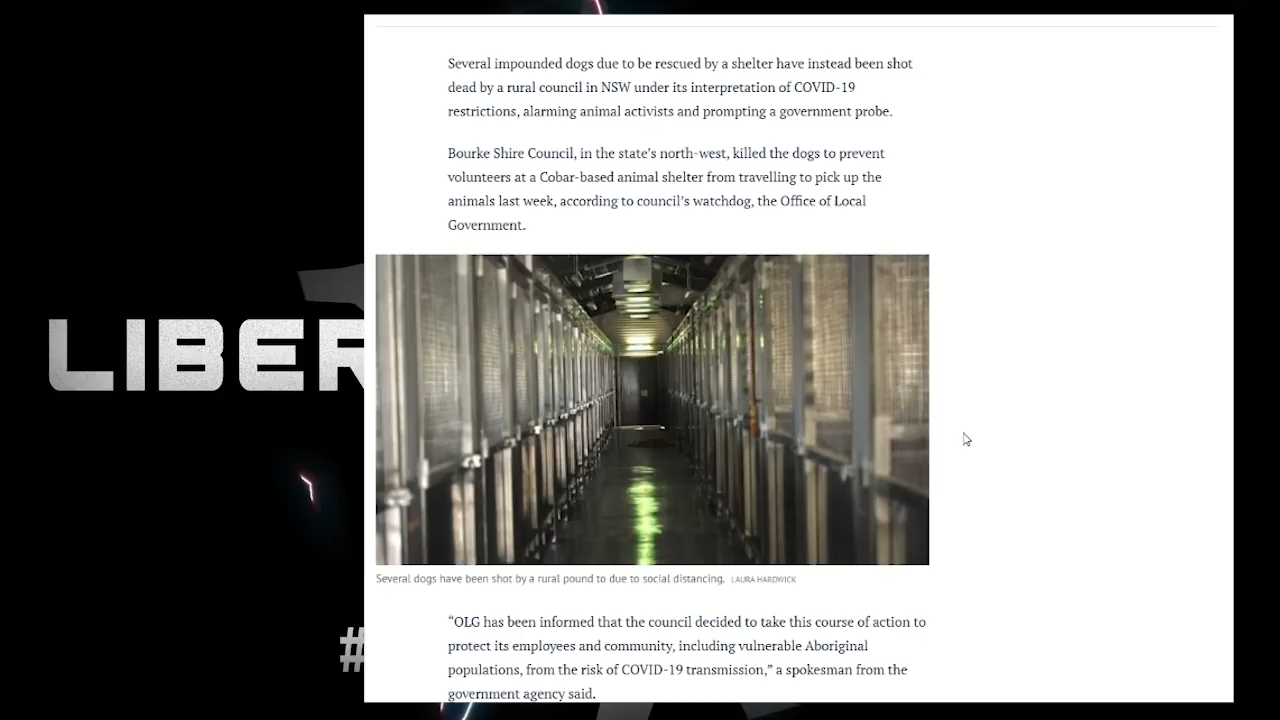 Several impounded dogs due to be rescued by a shelter have instead been shot
dead by a rural council in NSW under its interpretation of COVID-19
restrictions, alarming animal activists and prompting a government probe.
Bourke Shire Council, in the state's north-west, killed the dogs to prevent
volunteers at a Cobar-based animal shelter from travelling to pick up the
animals last week, according to council's watchdog, the Office of Local
Government.
LIBER
Several dogs have been shot by a rural pound to due to social distancing. LAURA HARDWICK
#
“OLG has been informed that the council decided to take this course of action to
protect its employees and community, including vulnerable Aboriginal
populations, from the risk of COVID-19 transmission,” a spokesman from the
government agency said.